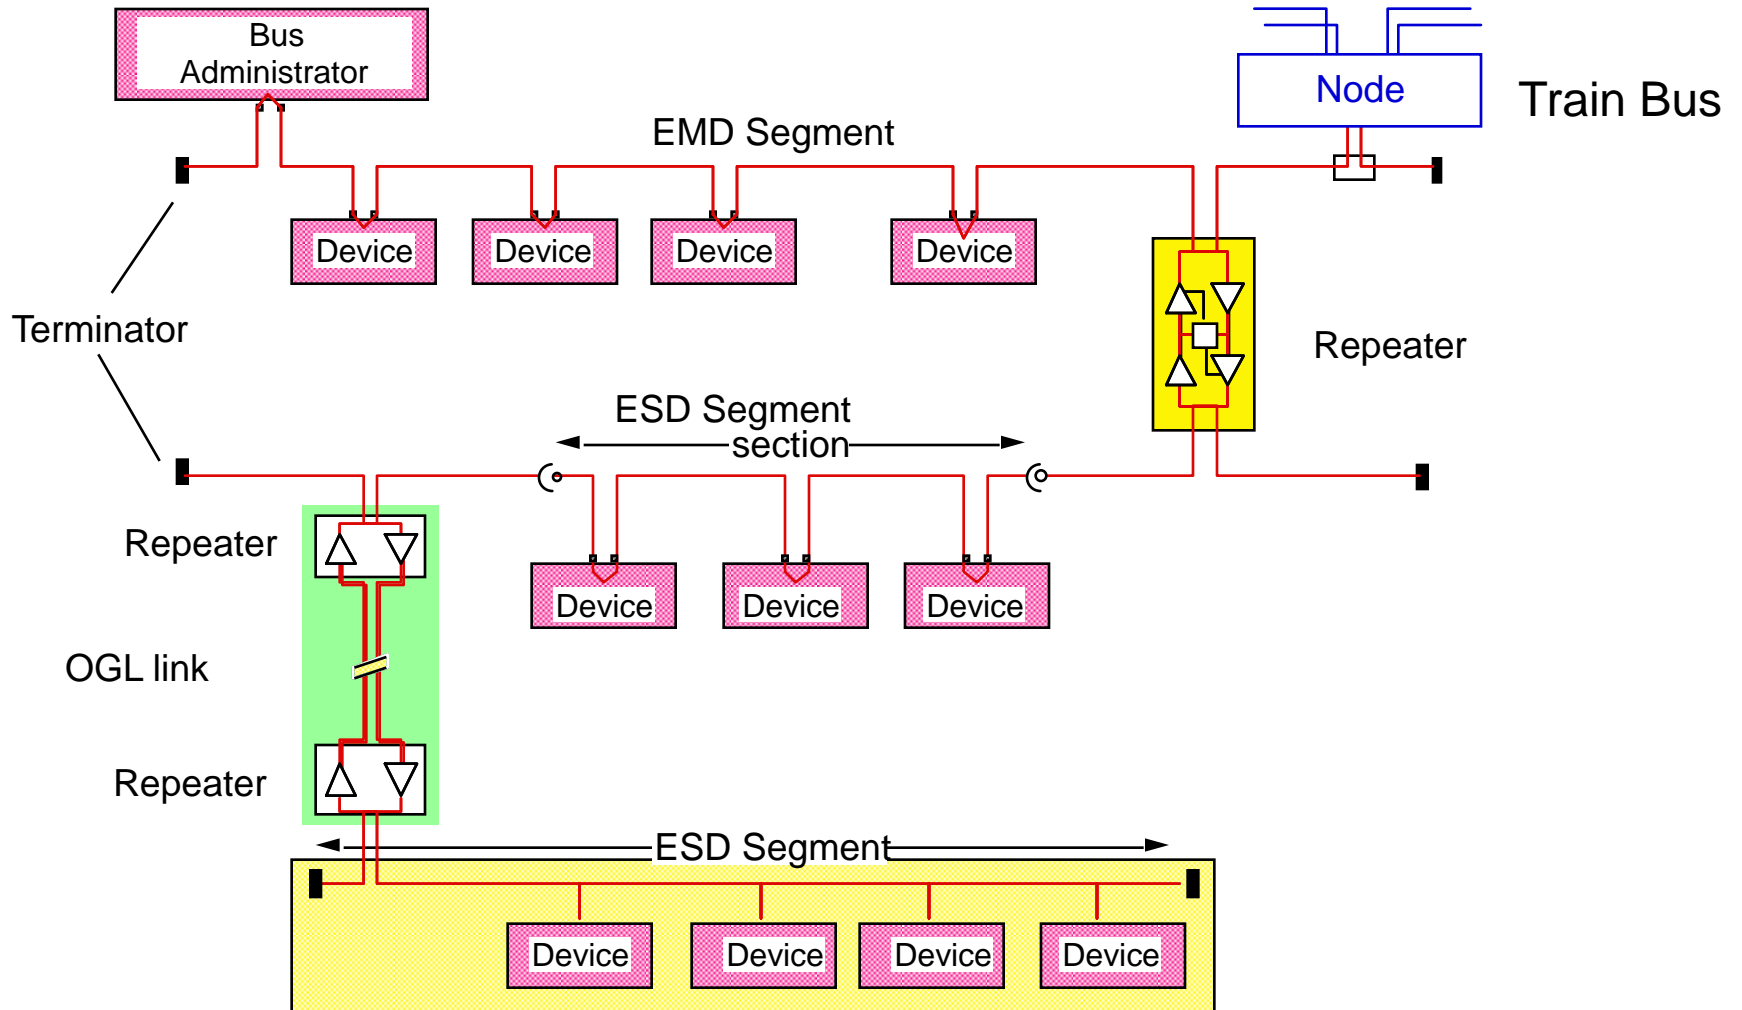 Bus
Administrator
Node
Train Bus
EMD Segment
Device
Device
Device
Device
Terminator
Repeater
ESD Segment
section
Repeater
Device
Device
Device
OGL link
Repeater
ESD Segment
Device
Device
Device
Device